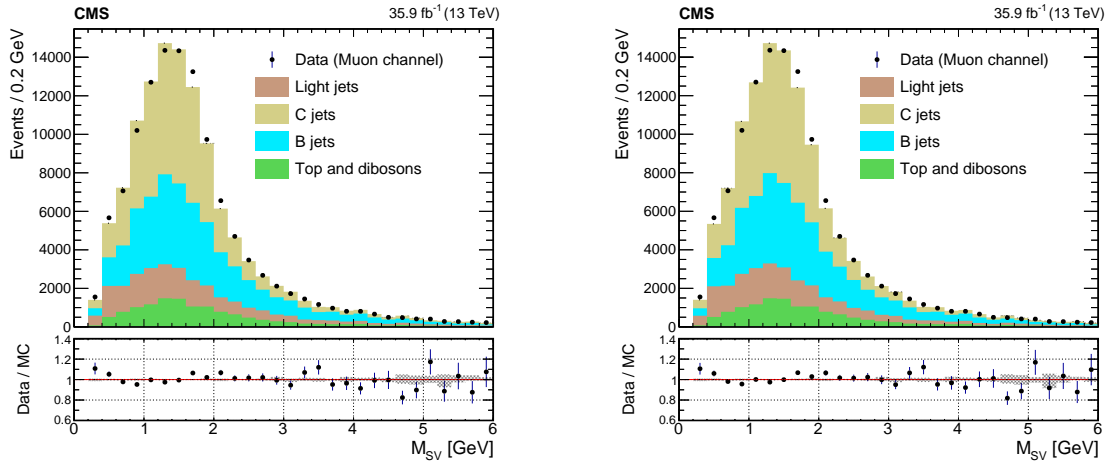 CMS 35.9 fb⁻¹ (13 TeV)
Events / 0.2 GeV
14000
12000
10000
8000
6000
4000
2000
0
Data (Muon channel)
Light jets
C jets
B jets
Top and dibosons
Data / MC
1.4
1.2
1
0.8
0.6
0 1 2 3 4 5 6
M_SV [GeV]
CMS 35.9 fb⁻¹ (13 TeV)
Events / 0.2 GeV
14000
12000
10000
8000
6000
4000
2000
0
Data (Muon channel)
Light jets
C jets
B jets
Top and dibosons
Data / MC
1.4
1.2
1
0.8
0.6
0 1 2 3 4 5 6
M_SV [GeV]